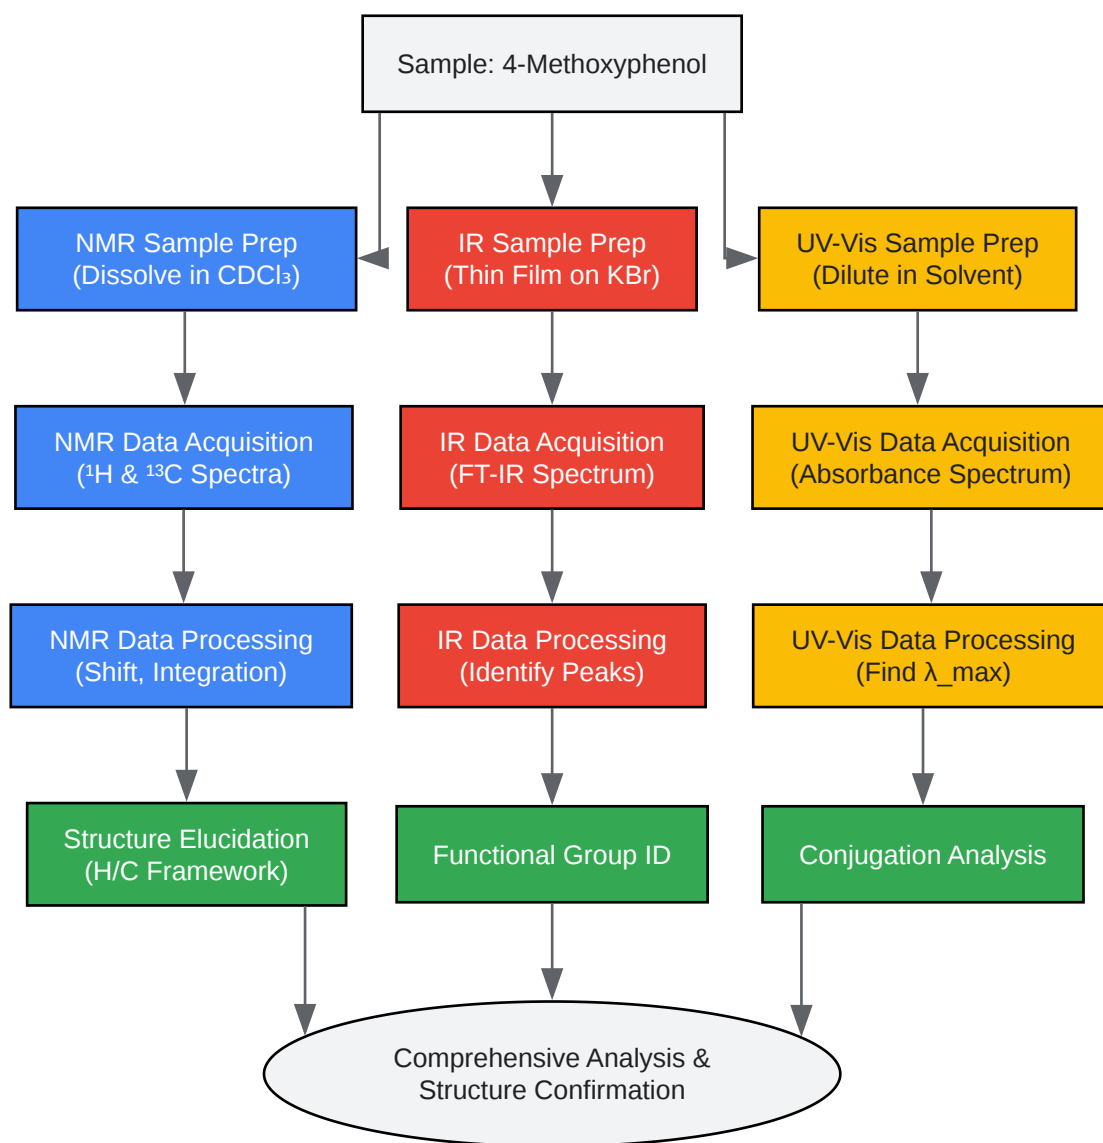 Sample: 4-Methoxyphenol
NMR Sample Prep
(Dissolve in CDCl₃)
IR Sample Prep
(Thin Film on KBr)
UV-Vis Sample Prep
(Dilute in Solvent)
NMR Data Acquisition
(¹H & ¹³C Spectra)
IR Data Acquisition
(FT-IR Spectrum)
UV-Vis Data Acquisition
(Absorbance Spectrum)
NMR Data Processing
(Shift, Integration)
IR Data Processing
(Identify Peaks)
UV-Vis Data Processing
(Find λ_max)
Structure Elucidation
(H/C Framework)
Functional Group ID
Conjugation Analysis
Comprehensive Analysis &
Structure Confirmation